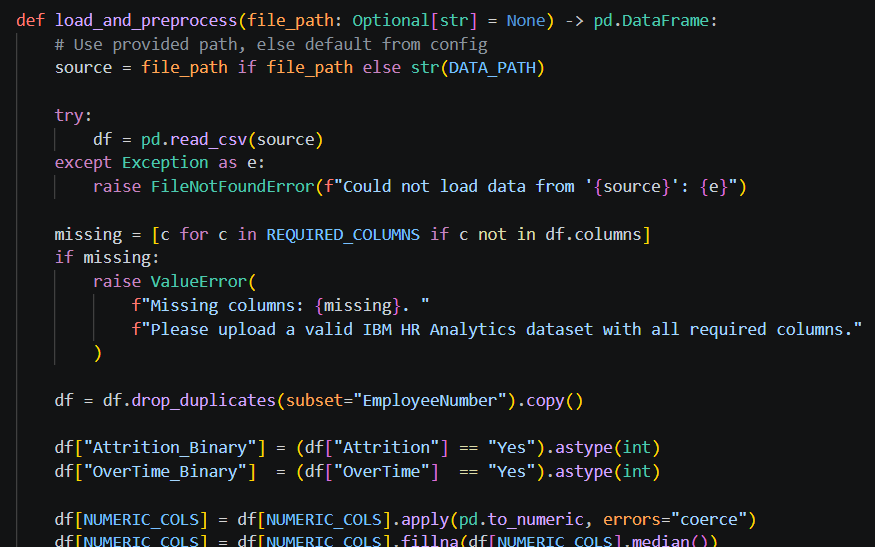 def load_and_preprocess(file_path: Optional[str] = None) -> pd.DataFrame:
    # Use provided path, else default from config
    source = file_path if file_path else str(DATA_PATH)

    try:
        df = pd.read_csv(source)
    except Exception as e:
        raise FileNotFoundError(f"Could not load data from '{source}': {e}")

    missing = [c for c in REQUIRED_COLUMNS if c not in df.columns]
    if missing:
        raise ValueError(
            f"Missing columns: {missing}. "
            f"Please upload a valid IBM HR Analytics dataset with all required columns."
        )

    df = df.drop_duplicates(subset="EmployeeNumber").copy()

    df["Attrition_Binary"] = (df["Attrition"] == "Yes").astype(int)
    df["OverTime_Binary"]  = (df["OverTime"]  == "Yes").astype(int)

    df[NUMERIC_COLS] = df[NUMERIC_COLS].apply(pd.to_numeric, errors="coerce")
    df[NUMERIC_COLS] = df[NUMERIC_COLS].fillna(df[NUMERIC_COLS].median())